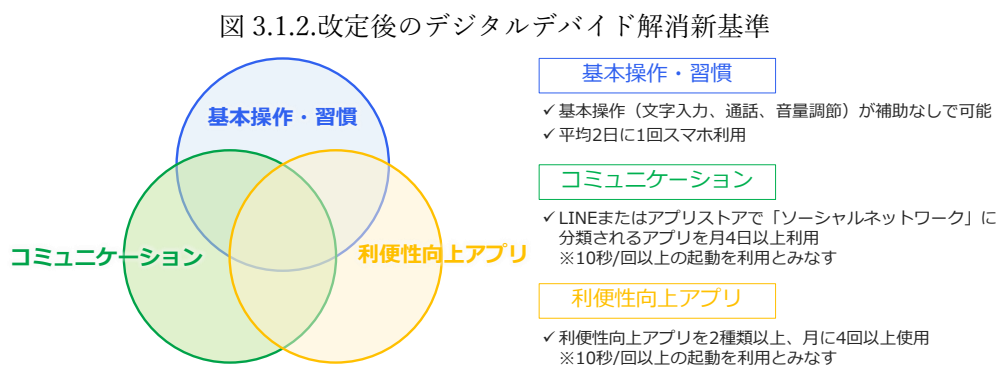 図 3.1.2.改定後のデジタルデバイド解消新基準
基本操作・習慣
コミュニケーション
利便性向上アプリ
基本操作・習慣
✓基本操作（文字入力、通話、音量調節）が補助なしで可能
✓平均2日に1回スマホ利用
コミュニケーション
✓LINEまたはアプリストアで「ソーシャルネットワーク」に
分類されるアプリを月4日以上利用
※10秒/回以上の起動を利用とみなす
利便性向上アプリ
✓利便性向上アプリを2種類以上、月に4回以上使用
※10秒/回以上の起動を利用とみなす